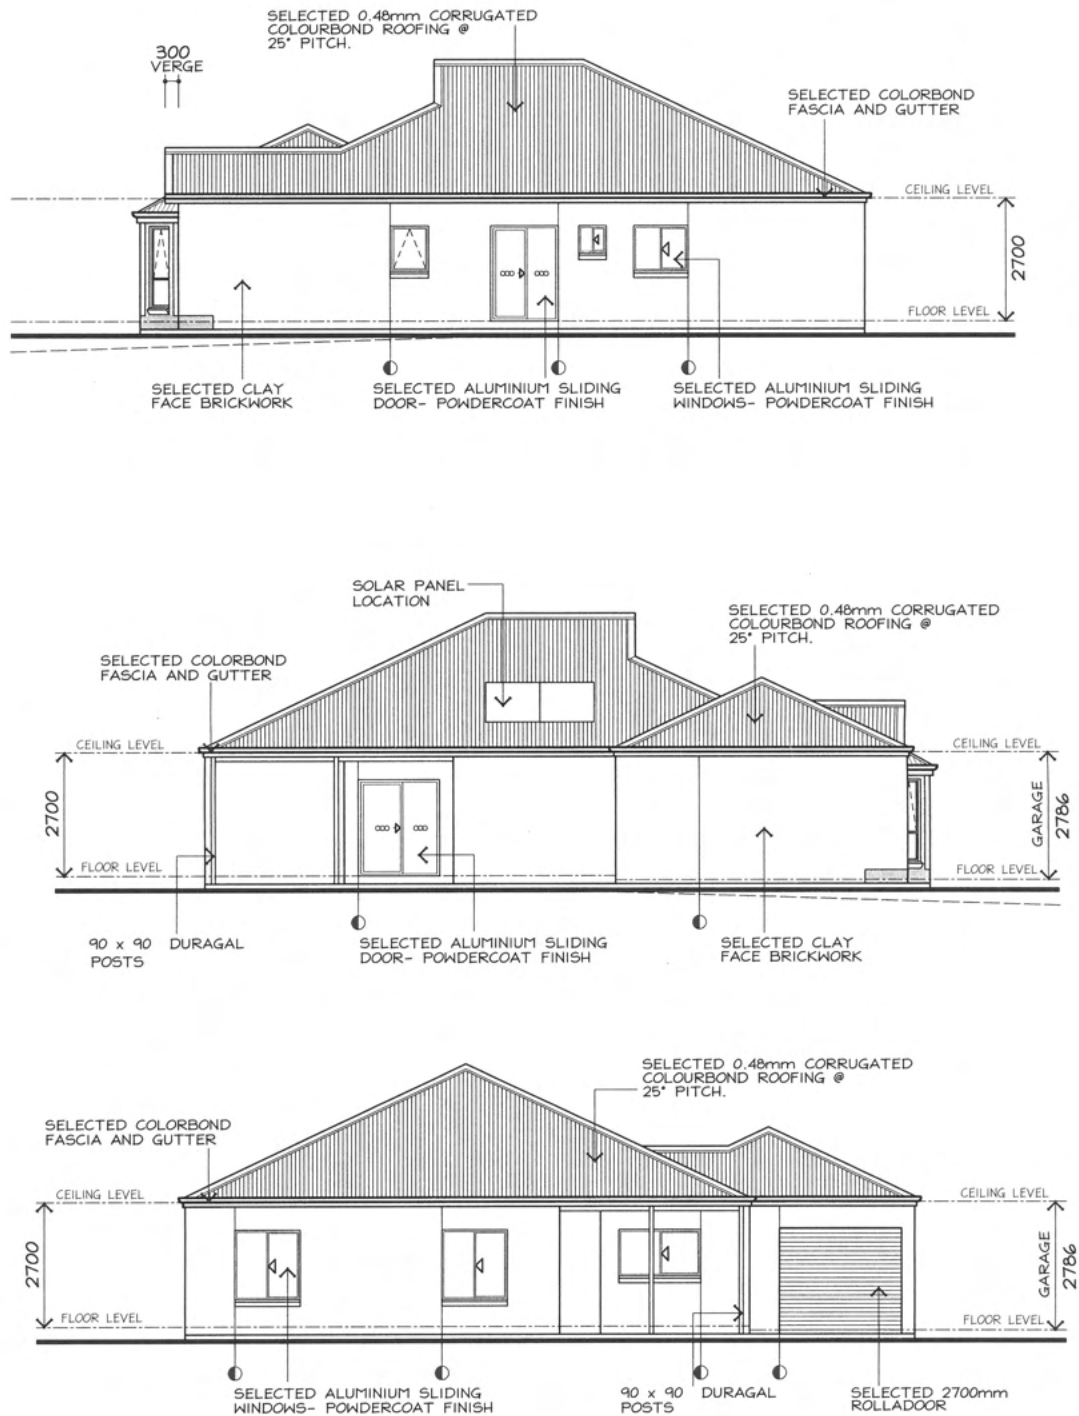 SELECTED 0.48mm CORRUGATED
COLOURBOND ROOFING @
25° PITCH.
300
VERGE
SELECTED COLORBOND
FASCIA AND GUTTER
CEILING LEVEL
2700
FLOOR LEVEL
SELECTED CLAY
FACE BRICKWORK
SELECTED ALUMINIUM SLIDING
DOOR- POWDERCOAT FINISH
SELECTED ALUMINIUM SLIDING
WINDOWS- POWDERCOAT FINISH
SOLAR PANEL
LOCATION
SELECTED 0.48mm CORRUGATED
COLOURBOND ROOFING @
25° PITCH.
SELECTED COLORBOND
FASCIA AND GUTTER
CEILING LEVEL
CEILING LEVEL
2700
GARAGE
2786
FLOOR LEVEL
FLOOR LEVEL
90 x 90 DURAGAL
POSTS
SELECTED ALUMINIUM SLIDING
DOOR- POWDERCOAT FINISH
SELECTED CLAY
FACE BRICKWORK
SELECTED 0.48mm CORRUGATED
COLOURBOND ROOFING @
25° PITCH.
SELECTED COLORBOND
FASCIA AND GUTTER
CEILING LEVEL
CEILING LEVEL
2700
GARAGE
2786
FLOOR LEVEL
FLOOR LEVEL
SELECTED ALUMINIUM SLIDING
WINDOWS- POWDERCOAT FINISH
90 x 90 DURAGAL
POSTS
SELECTED 2700mm
ROLLADOOR